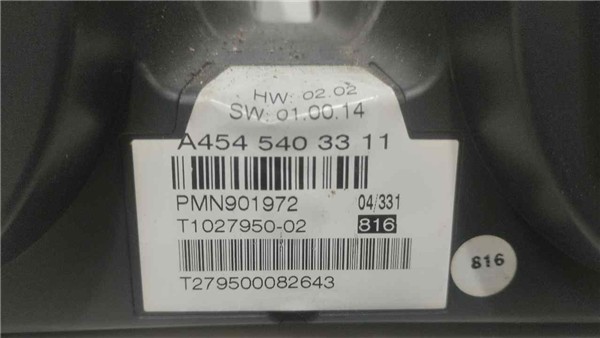 HW: 02.02
SW: 01.00.14
A454 540 33 11
PMN901972 04/331
T1027950-02 816
T279500082643
816